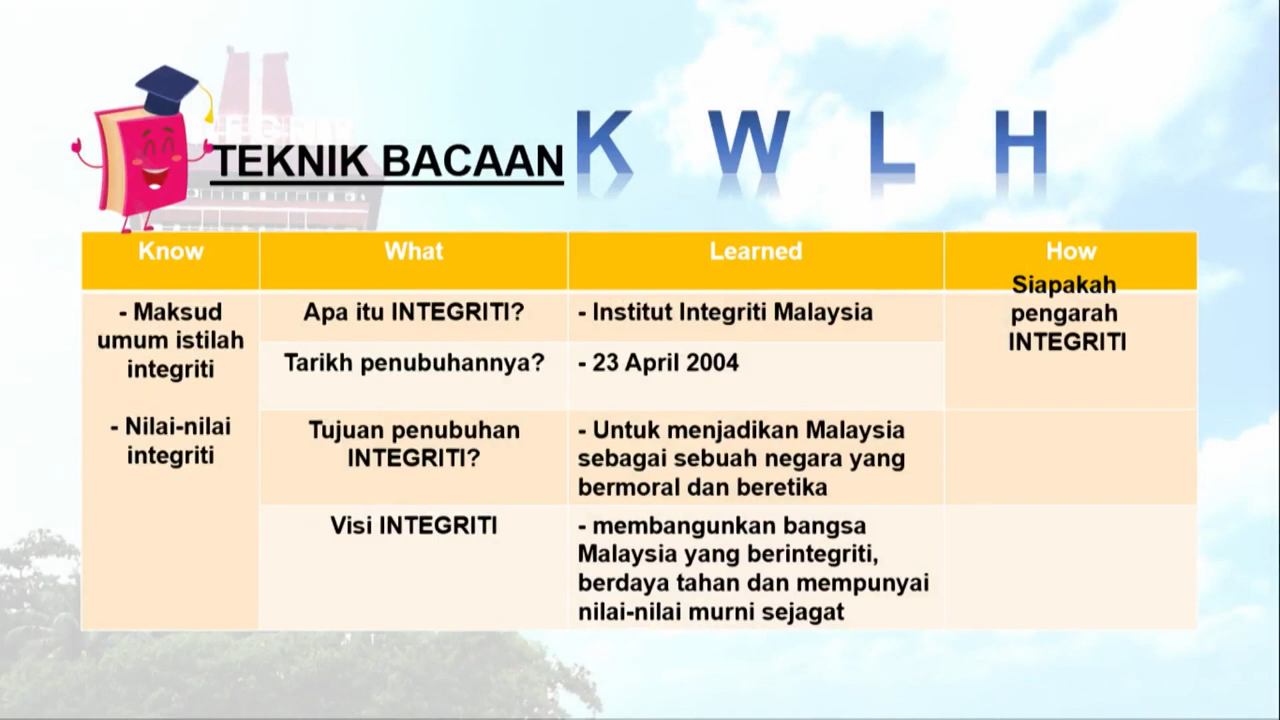 TEKNIK BACAAN K W L H
Know What Learned How
- Maksud
umum istilah
integriti
- Nilai-nilai
integriti
Apa itu INTEGRITI?
- Institut Integriti Malaysia
Siapakah
pengarah
INTEGRITI
Tarikh penubuhannya?
- 23 April 2004
Tujuan penubuhan
INTEGRITI?
- Untuk menjadikan Malaysia
sebagai sebuah negara yang
bermoral dan beretika
Visi INTEGRITI
- membangunkan bangsa
Malaysia yang berintegriti,
berdaya tahan dan mempunyai
nilai-nilai murni sejagat